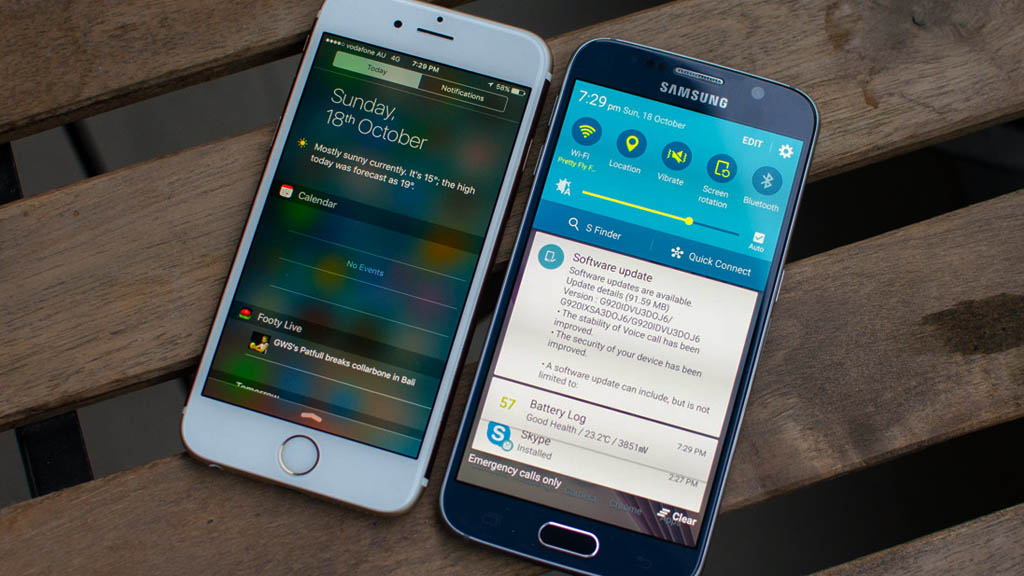 vodafone AU 4G 7:29 PM 58%
Today Notifications
Sunday,
18th October
Mostly sunny currently. It's 15°; the high
today was forecast as 19°.
Calendar
No Events
Footy Live
GWS's Patfull breaks collarbone in Bali
Tomorrow
SAMSUNG
7:29 pm Sun, 18 October EDIT
Wi-Fi
Pretty Fly F...
Location
Vibrate
Screen
rotation
Bluetooth
A
Auto
S Finder Quick Connect
Software update
Software updates are available.
Update details (91.59 MB)
Version : G920IDVU3DOJ6/
G920IXSA3DOJ6/G920IDVU3DOJ6
• The stability of Voice call has been
improved.
• The security of your device has been
improved.
• A software update can include, but is not
limited to:
57 Battery Log
Good Health / 23.2°C / 3851mV 7:29 PM
Skype
Installed 2:27 PM
Emergency calls only
Camera Chrome
Clear